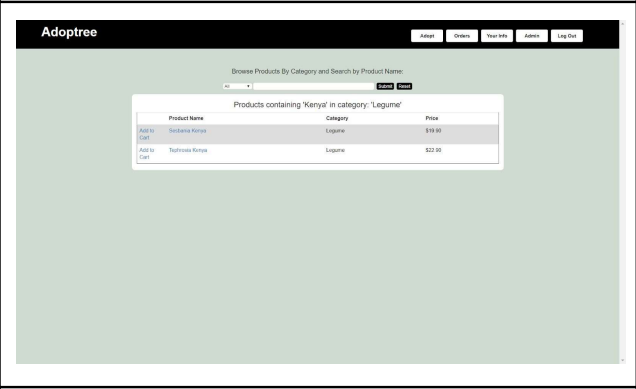 Adoptree
Adopt Orders Your Info Admin Log Out
Browse Products By Category and Search by Product Name:
All Submit Reset
Products containing 'Kenya' in category: 'Legume'
Product Name Category Price
Add to Cart Sesbania Kenya Legume $19.90
Add to Cart Tephrosia Kenya Legume $22.90